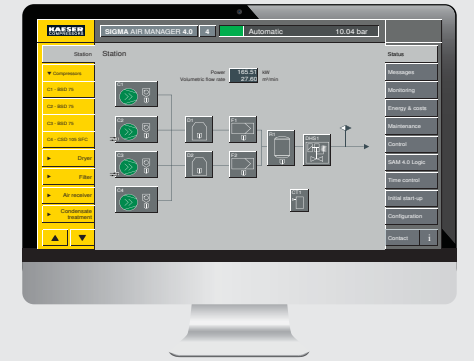 KAESER
COMPRESSORS
SIGMA AIR MANAGER 4.0
4
Automatic
10.04 bar
Station
Station
Status
Power 165.51 kW
Volumetric flow rate 27.60 m³/min
▼ Compressors
C1 - BSD 75
C2 - BSD 75
C3 - BSD 75
C4 - CSD 105 SFC
► Dryer
► Filter
► Air receiver
► Condensate
treatment
▲ ▼
C1
C2
D1
F1
R1
DHS1
C3
D2
F2
C4
CT1
Messages
Monitoring
Energy & costs
Maintenance
Control
SAM 4.0 Logic
Time control
Initial start-up
Configuration
Contact i